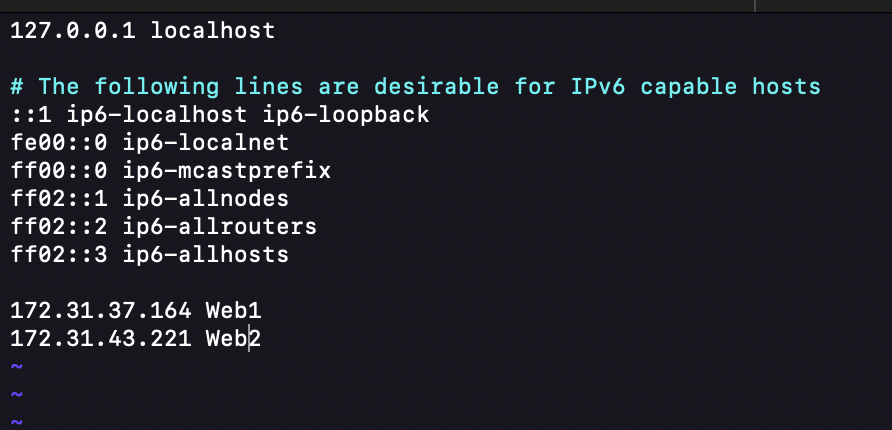 127.0.0.1 localhost
# The following lines are desirable for IPv6 capable hosts
::1 ip6-localhost ip6-loopback
fe00::0 ip6-localnet
ff00::0 ip6-mcastprefix
ff02::1 ip6-allnodes
ff02::2 ip6-allrouters
ff02::3 ip6-allhosts
172.31.37.164 Web1
172.31.43.221 Web2
~
~
~